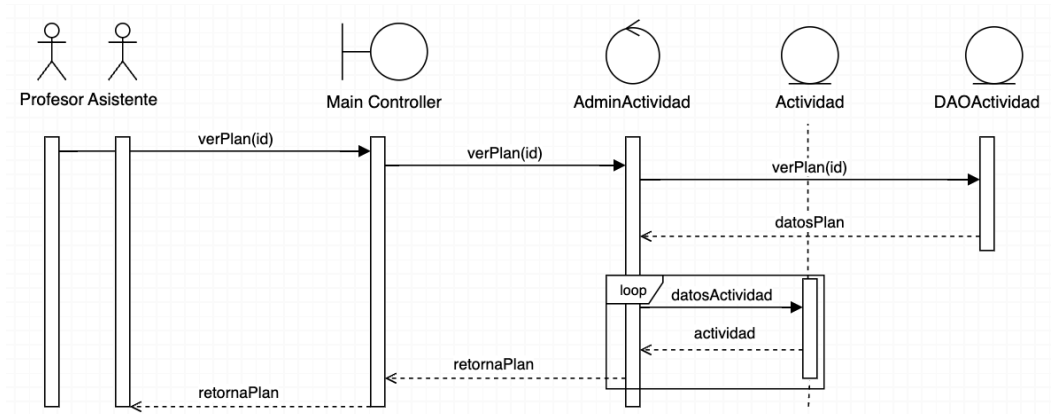 Profesor Asistente
Main Controller
AdminActividad
Actividad
DAOActividad
verPlan(id)
verPlan(id)
verPlan(id)
datosPlan
loop
datosActividad
actividad
retornaPlan
retornaPlan